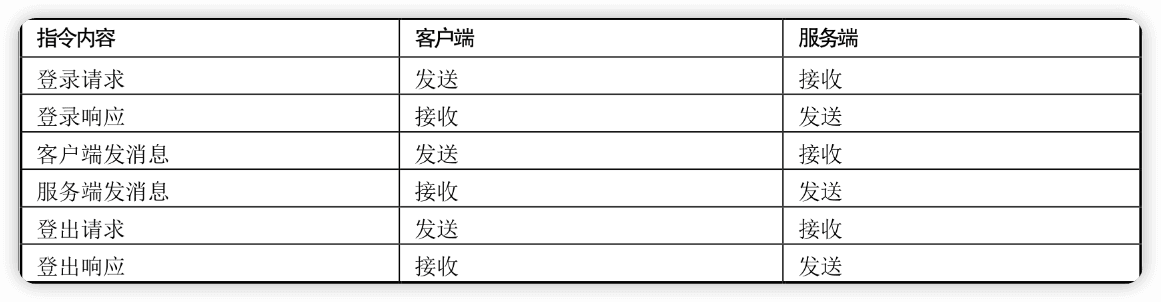 指令内容 客户端 服务端
登录请求 发送 接收
登录响应 接收 发送
客户端发消息 发送 接收
服务端发消息 接收 发送
登出请求 发送 接收
登出响应 接收 发送